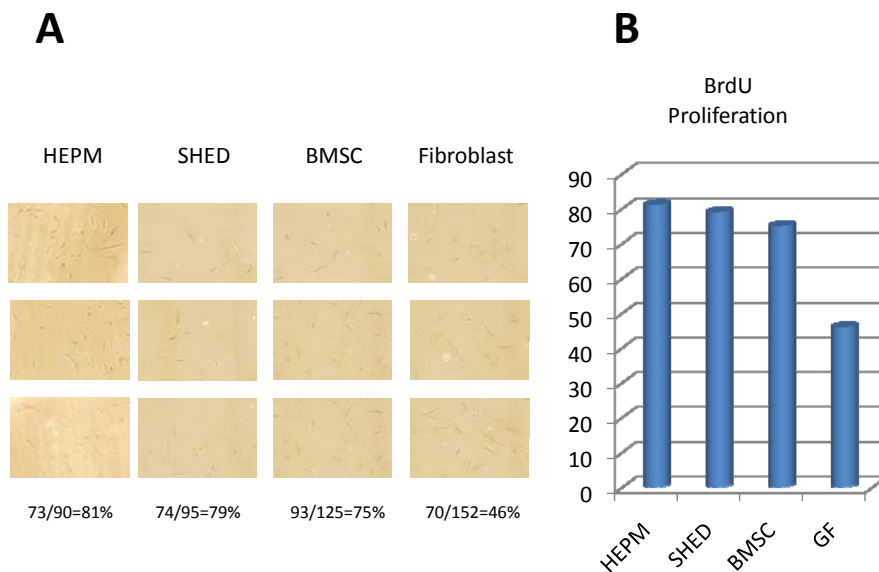 A
HEPM SHED BMSC Fibroblast
73/90=81% 74/95=79% 93/125=75% 70/152=46%
B
BrdU
Proliferation
90
80
70
60
50
40
30
20
10
0
HEPM SHED BMSC GF